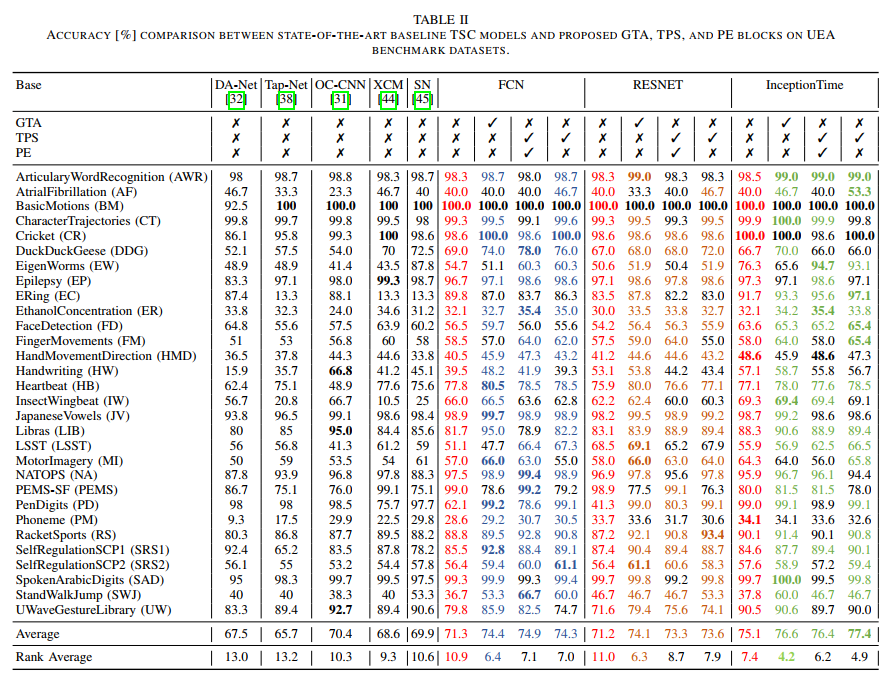 TABLE II
ACCURACY [%] COMPARISON BETWEEN STATE-OF-THE-ART BASELINE TSC MODELS AND PROPOSED GTA, TPS, AND PE BLOCKS ON UEA
BENCHMARK DATASETS.
Base DA-Net Tap-Net OC-CNN XCM SN FCN RESNET InceptionTime
[32] [38] [31] [44] [45]
GTA ✗ ✗ ✗ ✗ ✗ ✗ ✓ ✗ ✗ ✗ ✓ ✗ ✗ ✗ ✓ ✗ ✗
TPS ✗ ✗ ✗ ✗ ✗ ✗ ✗ ✓ ✓ ✗ ✗ ✓ ✓ ✗ ✗ ✓ ✓
PE ✗ ✗ ✗ ✗ ✗ ✗ ✗ ✓ ✗ ✗ ✗ ✓ ✗ ✗ ✗ ✓ ✗
ArticularyWordRecognition (AWR) 98 98.7 98.8 98.3 98.7 98.3 98.7 98.0 98.7 98.3 99.0 98.3 98.3 98.5 99.0 99.0 99.0
AtrialFibrillation (AF) 46.7 33.3 23.3 46.7 40 40.0 40.0 40.0 46.7 40.0 33.3 40.0 46.7 40.0 46.7 40.0 53.3
BasicMotions (BM) 92.5 100 100.0 100 100 100.0 100.0 100.0 100.0 100.0 100.0 100.0 100.0 100.0 100.0 100.0 100.0
CharacterTrajectories (CT) 99.8 99.7 99.8 99.5 98 99.3 99.5 99.1 99.6 99.3 99.5 99.3 99.5 99.9 100.0 99.9 99.8
Cricket (CR) 86.1 95.8 99.3 100 98.6 98.6 100.0 98.6 100.0 98.6 98.6 98.6 98.6 100.0 100.0 98.6 100.0
DuckDuckGeese (DDG) 52.1 57.5 54.0 70 72.5 69.0 74.0 78.0 76.0 67.0 68.0 68.0 72.0 66.7 70.0 66.0 66.0
EigenWorms (EW) 48.9 48.9 41.4 43.5 87.8 54.7 51.1 60.3 60.3 50.6 51.9 50.4 51.9 76.3 65.6 94.7 93.1
Epilepsy (EP) 83.3 97.1 98.0 99.3 98.7 96.7 97.1 98.6 98.6 97.1 98.6 97.8 98.6 97.3 97.1 98.6 97.1
ERing (EC) 87.4 13.3 88.1 13.3 13.3 89.8 87.0 83.7 86.3 83.5 87.8 82.2 83.0 91.7 93.3 95.6 97.1
EthanolConcentration (ER) 33.8 32.3 24.0 34.6 31.2 32.1 32.7 35.4 35.0 30.0 33.5 33.8 32.7 32.1 34.2 35.4 33.8
FaceDetection (FD) 64.8 55.6 57.5 63.9 60.2 56.5 59.7 56.0 55.6 54.2 56.4 56.3 55.9 63.6 65.3 65.2 65.4
FingerMovements (FM) 51 53 56.8 60 58 58.5 57.0 64.0 62.0 57.5 59.0 64.0 55.0 58.0 64.0 58.0 65.4
HandMovementDirection (HMD) 36.5 37.8 44.3 44.6 33.8 40.5 45.9 47.3 43.2 41.2 44.6 44.6 43.2 48.6 45.9 48.6 47.3
Handwriting (HW) 15.9 35.7 66.8 41.2 45.1 39.5 48.2 41.9 39.3 53.1 53.8 44.2 43.4 57.1 58.7 55.8 56.7
Heartbeat (HB) 62.4 75.1 48.9 77.6 75.6 77.8 80.5 78.5 78.5 75.9 80.0 76.6 77.1 77.1 78.0 77.6 78.5
InsectWingbeat (IW) 56.7 20.8 66.7 10.5 25 66.0 66.5 63.6 62.8 62.2 62.4 60.0 60.3 69.3 69.4 69.4 69.1
JapaneseVowels (JV) 93.8 96.5 99.1 98.6 98.4 98.9 99.7 98.9 98.9 98.2 99.5 98.9 99.2 98.7 99.2 98.6 98.6
Libras (LIB) 80 85 95.0 84.4 85.6 81.7 95.0 78.9 82.2 83.1 83.9 88.9 89.4 88.3 90.6 88.9 89.4
LSST (LSST) 56 56.8 41.3 61.2 59 51.1 47.7 66.4 67.3 68.5 69.1 65.2 67.9 55.9 56.9 62.5 66.5
MotorImagery (MI) 50 59 53.5 54 61 57.0 66.0 63.0 55.0 58.0 66.0 63.0 64.0 64.3 64.0 56.0 65.8
NATOPS (NA) 87.8 93.9 96.8 97.8 88.3 97.5 98.9 99.4 98.9 96.9 97.8 95.6 97.8 95.9 96.7 96.1 94.4
PEMS-SF (PEMS) 86.7 75.1 76.0 99.1 75.1 99.0 78.6 99.2 79.2 98.9 77.5 99.1 76.3 80.0 81.5 81.5 78.0
PenDigits (PD) 98 98 98.5 75.7 97.7 62.1 99.2 78.6 99.1 41.3 99.0 80.3 99.1 99.0 99.1 98.9 99.1
Phoneme (PM) 9.3 17.5 29.9 22.5 29.8 28.6 29.2 30.7 30.5 33.7 33.6 31.7 30.6 34.1 34.1 33.6 32.6
RacketSports (RS) 80.3 86.8 87.7 89.5 88.2 88.8 89.5 92.8 90.8 87.2 92.1 90.8 93.4 90.1 91.4 90.1 90.8
SelfRegulationSCP1 (SRS1) 92.4 65.2 83.5 87.8 78.2 85.5 92.8 88.4 89.1 87.4 90.4 89.4 88.7 84.6 87.7 89.4 90.1
SelfRegulationSCP2 (SRS2) 56.1 55 53.2 54.4 57.8 56.4 59.4 60.0 61.1 56.4 61.1 60.6 58.3 57.6 58.9 57.2 59.4
SpokenArabicDigits (SAD) 95 98.3 99.7 99.5 97.5 99.3 99.9 99.3 99.4 99.7 99.8 99.2 99.8 99.7 100.0 99.5 99.8
StandWalkJump (SWJ) 40 40 38.3 40 53.3 36.7 53.3 66.7 60.0 46.7 46.7 46.7 53.3 37.8 60.0 46.7 46.7
UWaveGestureLibrary (UW) 83.3 89.4 92.7 89.4 90.6 79.8 85.9 82.5 74.7 71.6 79.4 75.6 74.1 90.5 90.6 89.7 90.0
Average 67.5 65.7 70.4 68.6 69.9 71.3 74.4 74.9 74.3 71.2 74.1 73.3 73.6 75.1 76.6 76.4 77.4
Rank Average 13.0 13.2 10.3 9.3 10.6 10.9 6.4 7.1 7.0 11.0 6.3 8.7 7.9 7.4 4.2 6.2 4.9